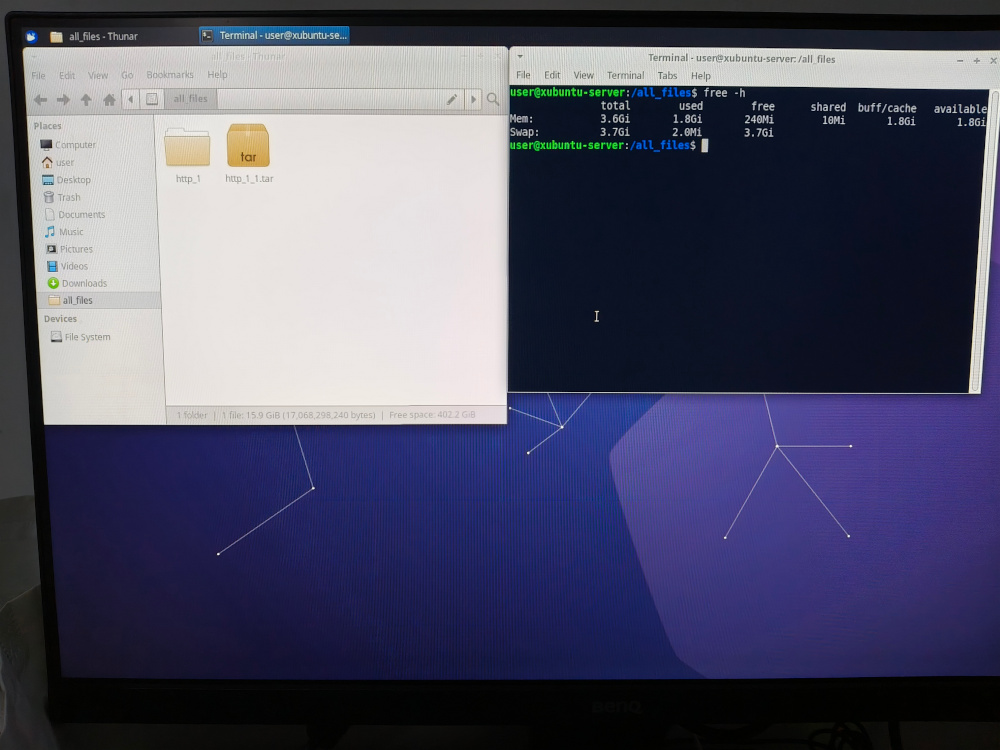 all_files - Thunar
Terminal - user@xubuntu-se...
all_files - Thunar
File Edit View Go Bookmarks Help
all_files
Places
Computer
user
Desktop
Trash
Documents
Music
Pictures
Videos
Downloads
all_files
Devices
File System
tar
http_1
http_1_1.tar
1 folder | 1 file: 15.9 GiB (17,068,298,240 bytes) | Free space: 402.2 GiB
Terminal - user@xubuntu-server: /all_files
File Edit View Terminal Tabs Help
user@xubuntu-server:/all_files$ free -h
total used free shared buff/cache available
Mem: 3.6Gi 1.8Gi 240Mi 10Mi 1.8Gi 1.8Gi
Swap: 3.7Gi 2.0Mi 3.7Gi
user@xubuntu-server:/all_files$
BenQ